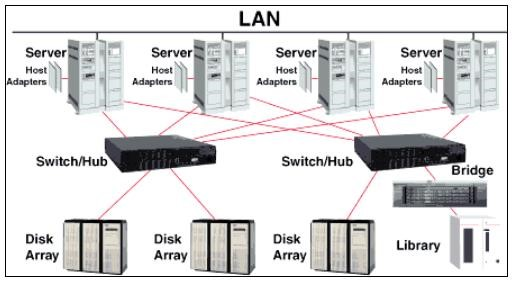 LAN
Server
Server
Server
Server
Host
Adapters
Host
Adapters
Host
Adapters
Host
Adapters
Switch/Hub
Switch/Hub
Bridge
Disk
Array
Disk
Array
Disk
Array
Library